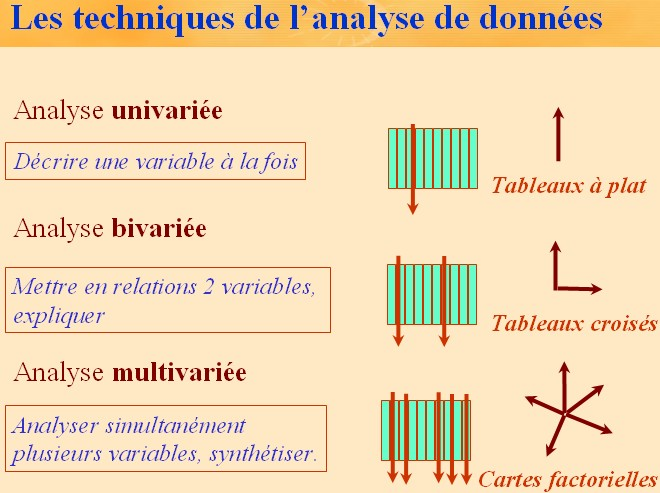 Les techniques de l'analyse de données
Analyse univariée
Décrire une variable à la fois
Tableaux à plat
Analyse bivariée
Mettre en relations 2 variables,
expliquer
Tableaux croisés
Analyse multivariée
Analyser simultanément
plusieurs variables, synthétiser.
Cartes factorielles